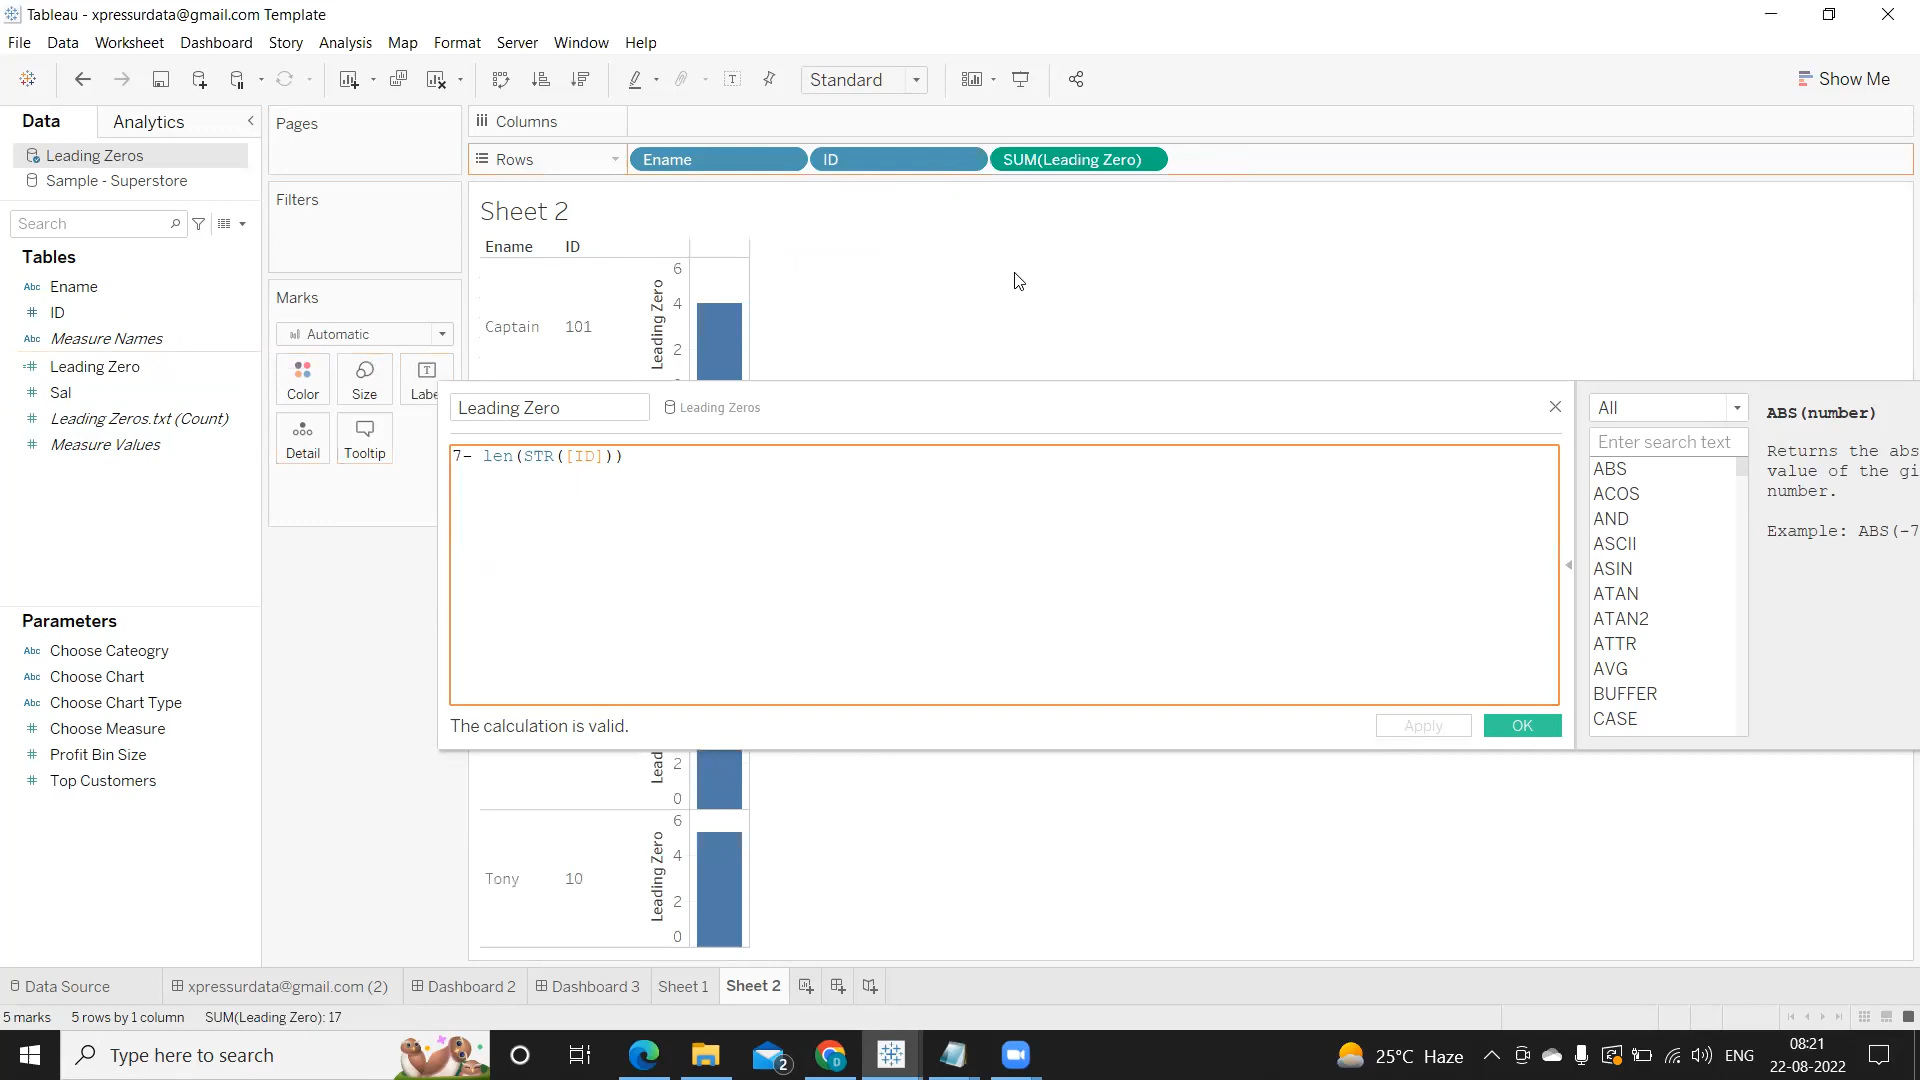 Tableau - xpressurdata@gmail.com Template
File Data Worksheet Dashboard Story Analysis Map Format Server Window Help
Standard
Show Me
Data
Analytics
Pages
Columns
Leading Zeros
Rows
Ename
ID
SUM(Leading Zero)
Sample - Superstore
Filters
Search
Sheet 2
Tables
Ename
ID
Abc Ename
6
ID
Marks
4
Captain
101
Leading Zero
Abc Measure Names
Automatic
2
Leading Zero
Sal
Color
Size
Leading Zeros.txt (Count)
Leading Zero
Leading Zeros
All
ABS(number)
Measure Values
Detail
Tooltip
7- len(STR([ID]))
Enter search text
ABS
ACOS
AND
ASCII
ASIN
ATAN
ATAN2
ATTR
AVG
BUFFER
CASE
Returns the abs
value of the gi
number.
Example: ABS(-7
Parameters
Abc Choose Cateogry
Abc Choose Chart
Abc Choose Chart Type
Choose Measure
Profit Bin Size
Top Customers
The calculation is valid.
Apply
OK
2
0
6
4
Tony
10
Leading Zero
2
0
Data Source
xpressurdata@gmail.com (2)
Dashboard 2
Dashboard 3
Sheet 1
Sheet 2
5 marks
5 rows by 1 column
SUM(Leading Zero): 17
Type here to search
2
25°C Haze
ENG
08:21
22-08-2022